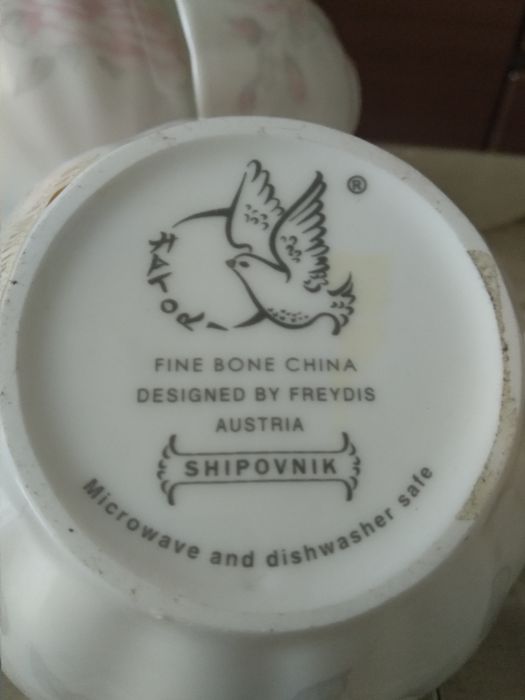 ®
FINE BONE CHINA
DESIGNED BY FREYDIS
AUSTRIA
SHIPOVNIK
Microwave and dishwasher safe